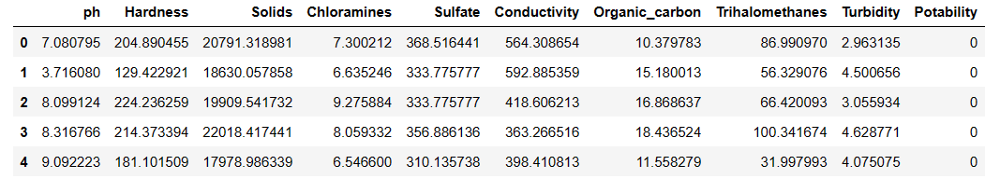 ph Hardness Solids Chloramines Sulfate Conductivity Organic_carbon Trihalomethanes Turbidity Potability
0 7.080795 204.890455 20791.318981 7.300212 368.516441 564.308654 10.379783 86.990970 2.963135 0
1 3.716080 129.422921 18630.057858 6.635246 333.775777 592.885359 15.180013 56.329076 4.500656 0
2 8.099124 224.236259 19909.541732 9.275884 333.775777 418.606213 16.868637 66.420093 3.055934 0
3 8.316766 214.373394 22018.417441 8.059332 356.886136 363.266516 18.436524 100.341674 4.628771 0
4 9.092223 181.101509 17978.986339 6.546600 310.135738 398.410813 11.558279 31.997993 4.075075 0